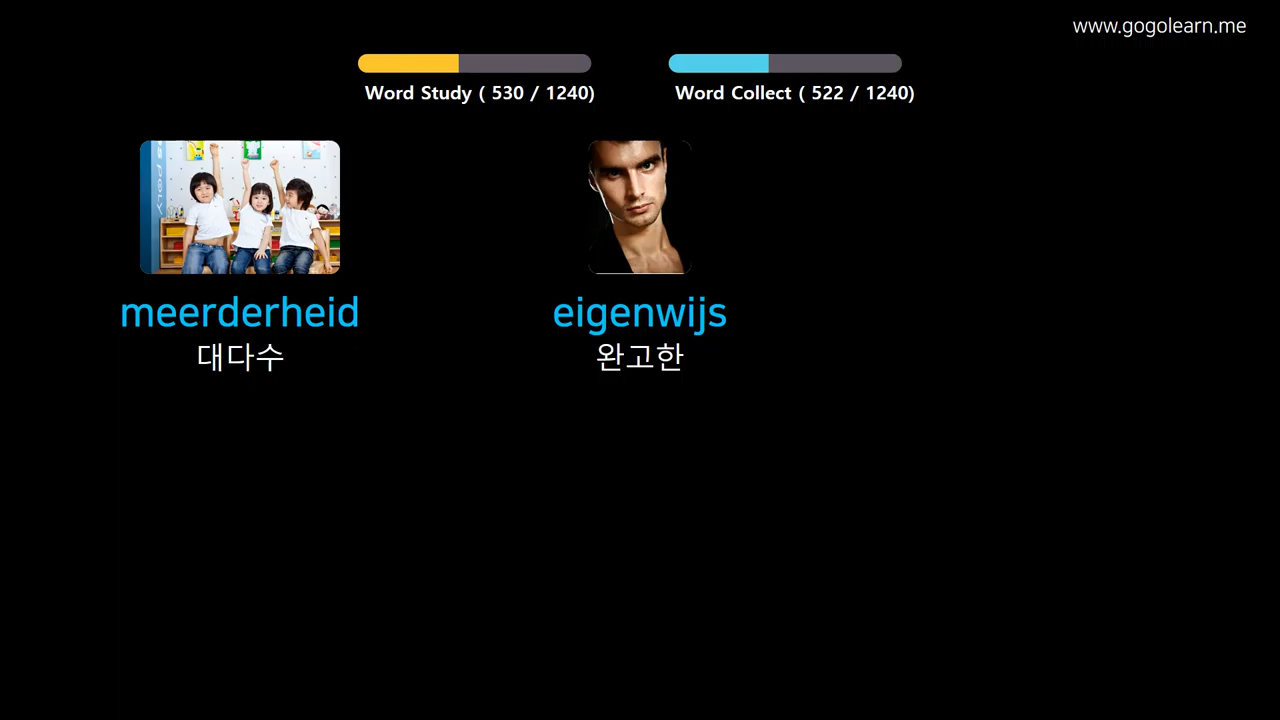 www.gogolearn.me
Word Study ( 530 / 1240)
Word Collect ( 522 / 1240)
meerderheid
대다수
eigenwijs
완고한